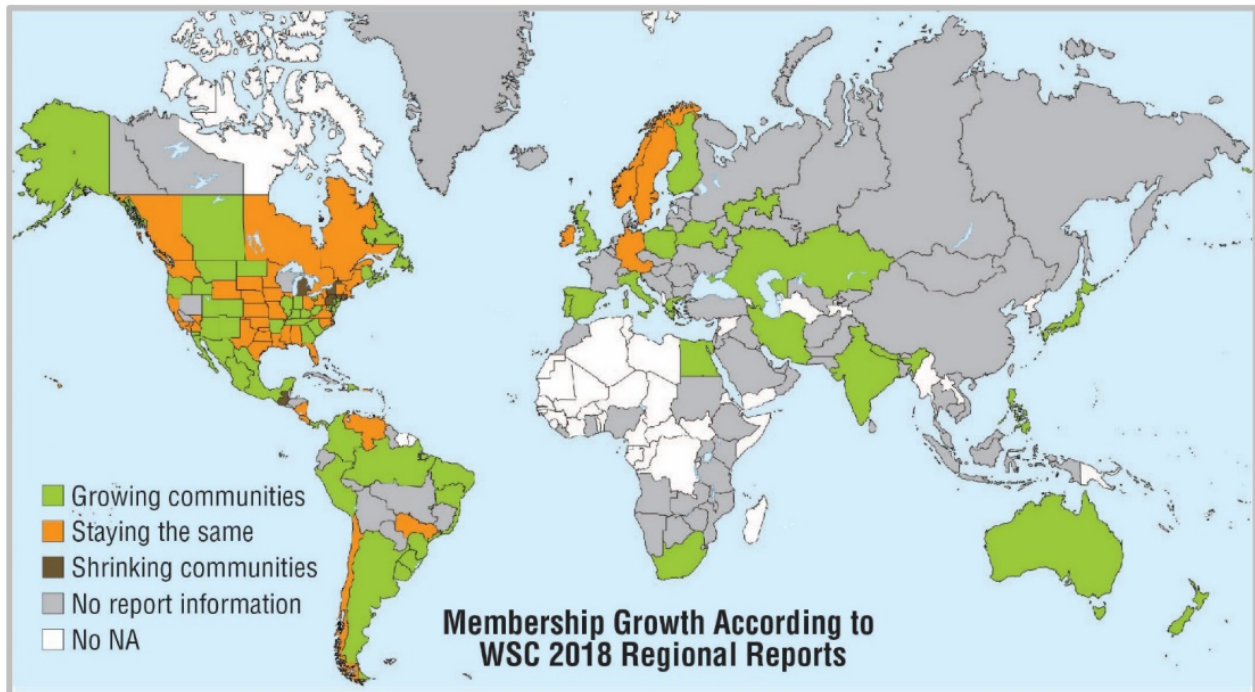 Growing communities
Staying the same
Shrinking communities
No report information
No NA
Membership Growth According to
WSC 2018 Regional Reports